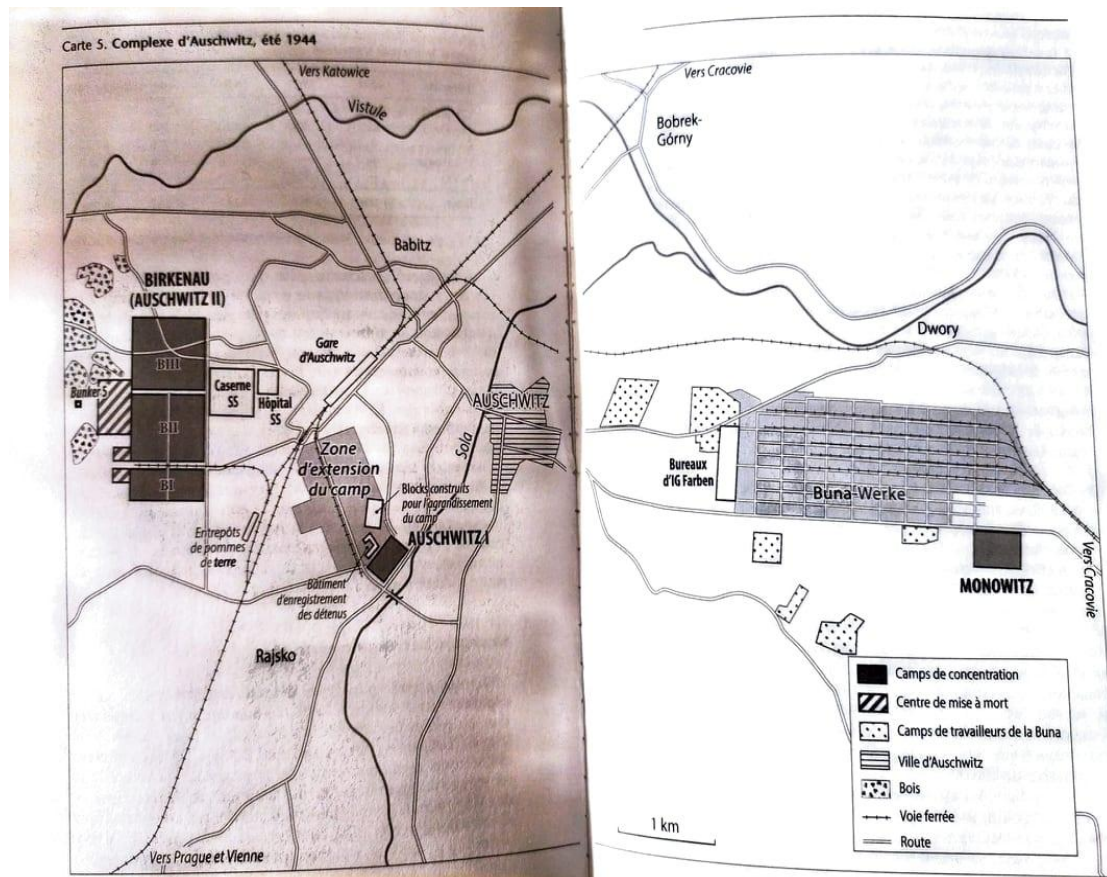 Carte 5. Complexe d'Auschwitz, été 1944
Vers Katowice
Vistule
Babitz
BIRKENAU
(AUSCHWITZ II)
BIII
Gare
d'Auschwitz
Bunker 5
Caserne
SS
Hôpital
SS
BII
BI
AUSCHWITZ
Sola
Zone
d'extension
du camp
Blocks construits
pour l'agrandissement
du camp
Entrepôts
de pommes
de terre
AUSCHWITZ I
Bâtiment
d'enregistrement
des détenus
Rajsko
Vers Prague et Vienne
Vers Cracovie
Bobrek-
Górny
Dwory
Bureaux
d'IG Farben
Buna-Werke
Vers Cracovie
MONOWITZ
Camps de concentration
Centre de mise à mort
Camps de travailleurs de la Buna
Ville d'Auschwitz
Bois
Voie ferrée
Route
1 km